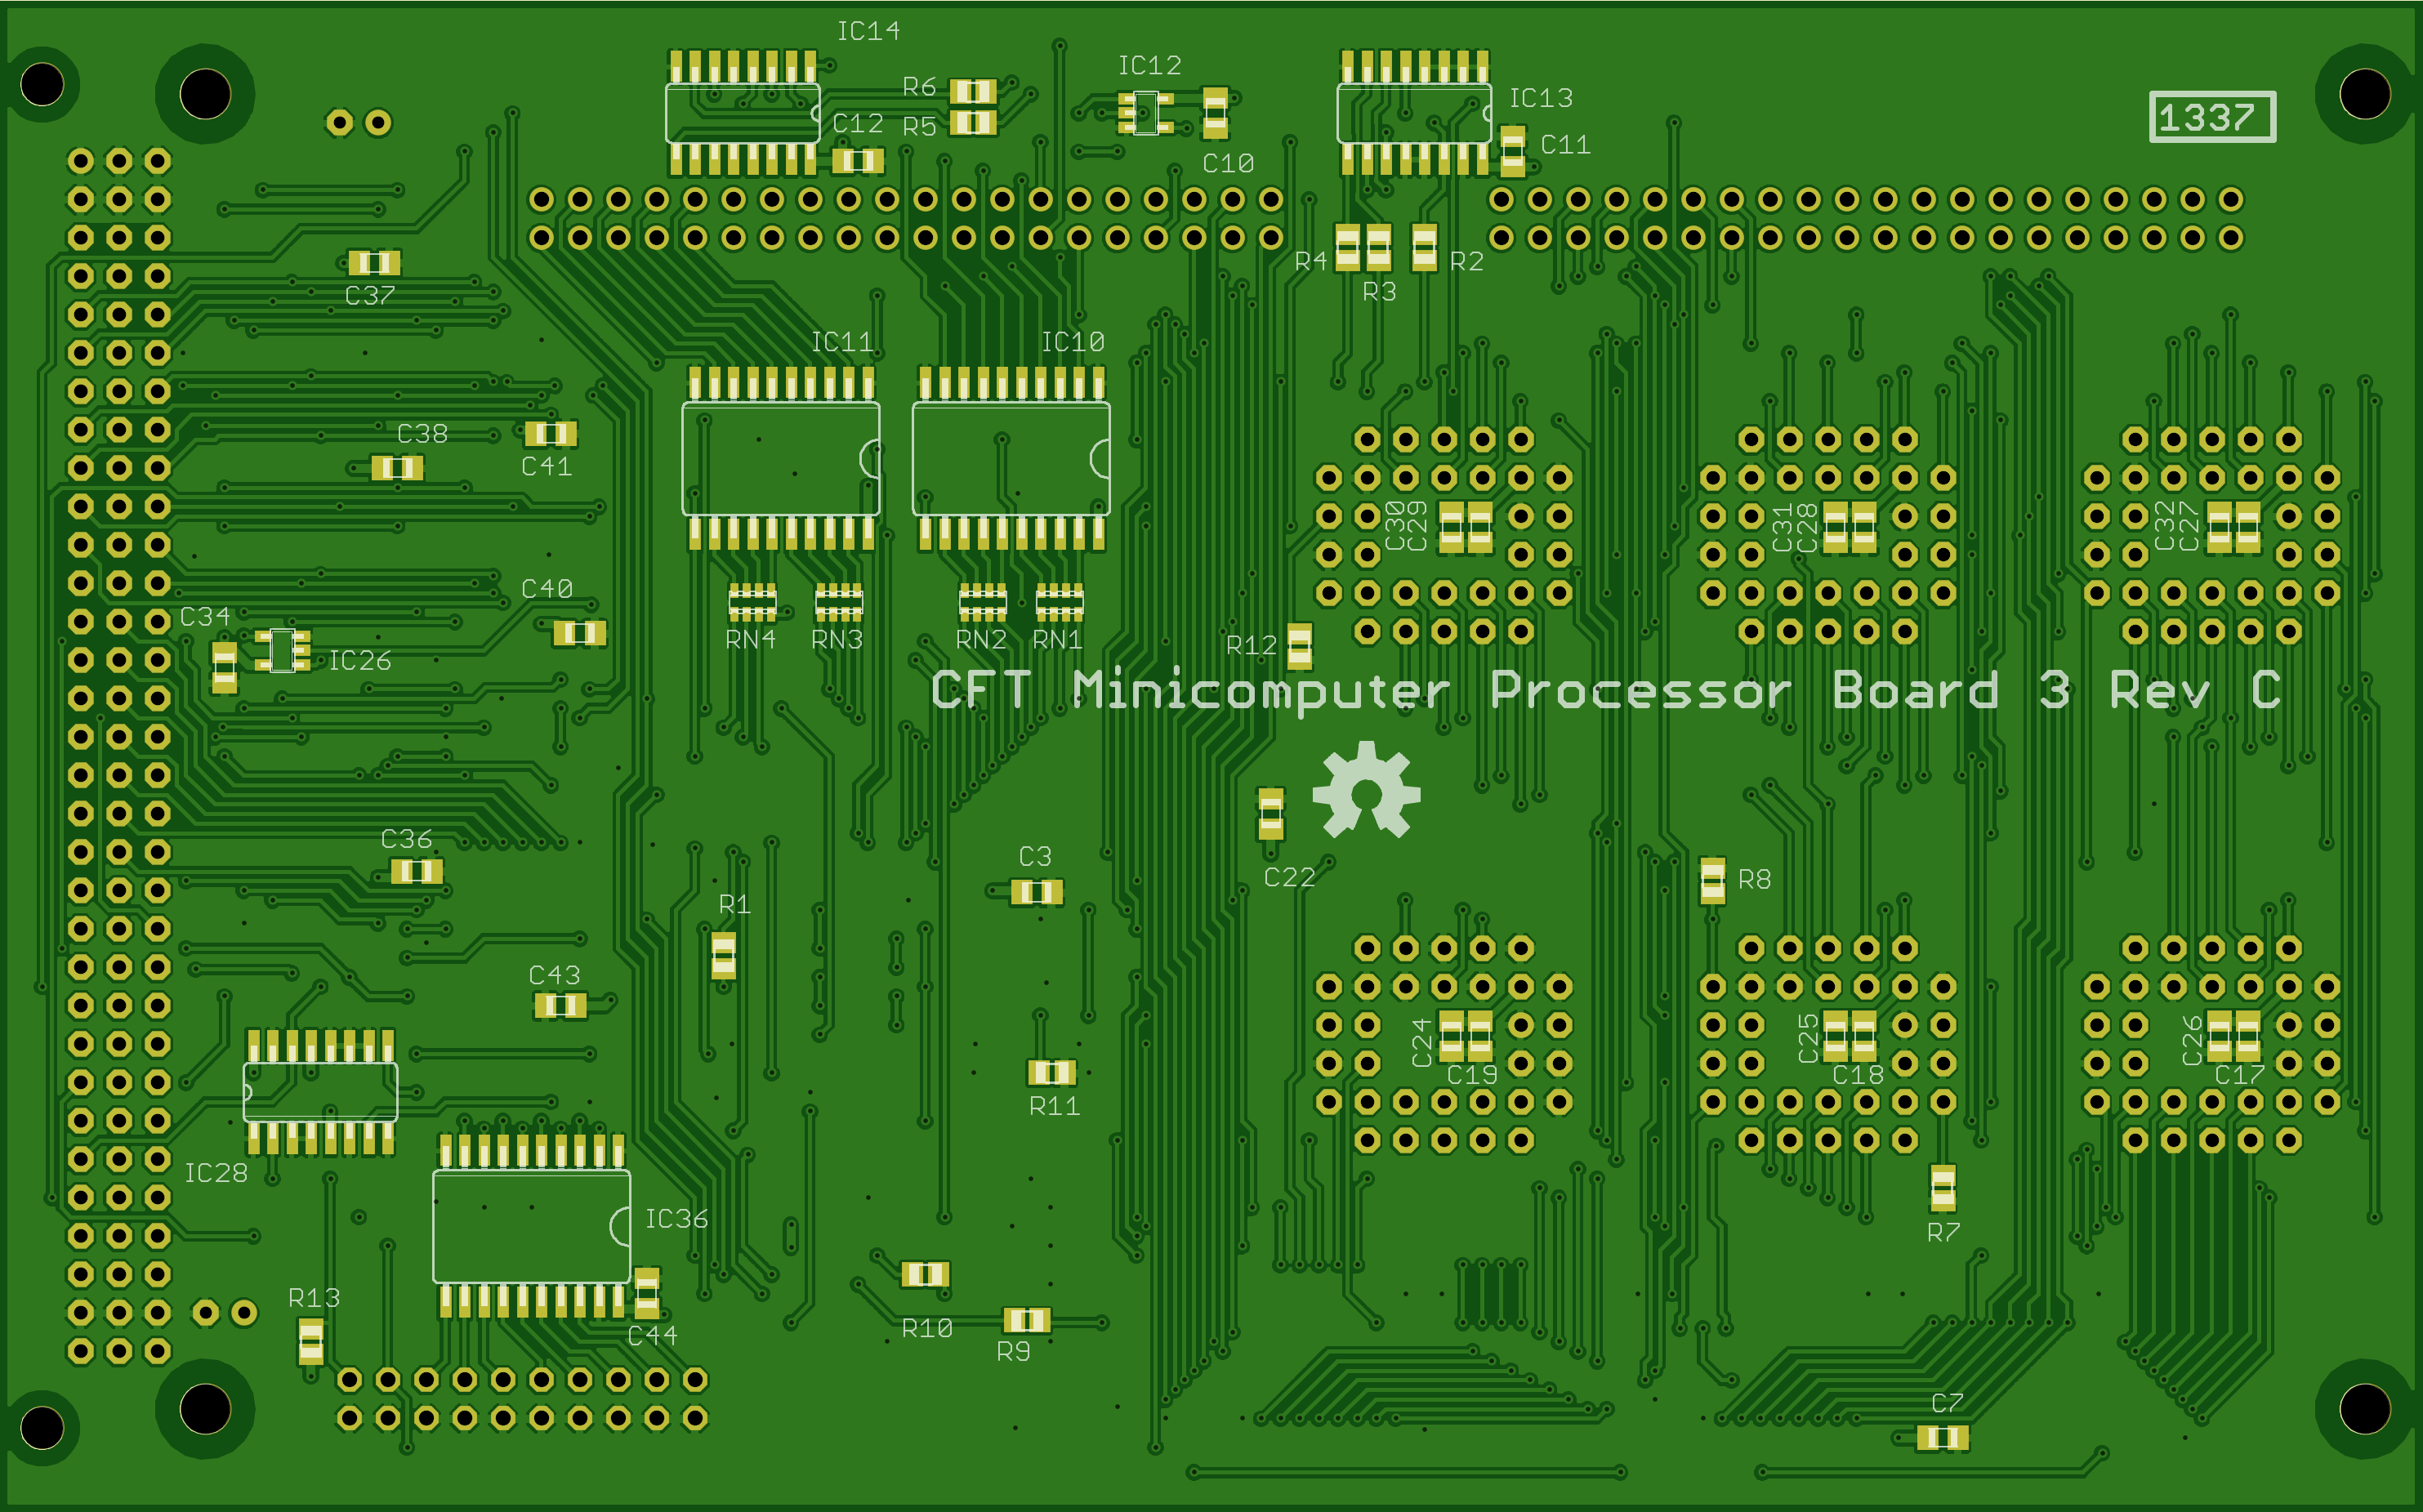 IC14
IC12
R6
IC13
1337
R5
C12
C11
C10
R4
R2
C37
R3
IC11
IC10
C38
C41
C30
C29
C31
C28
C32
C27
C40
C34
RN4
RN3
RN2
RN1
R12
IC26
CFT Minicomputer Processor Board 3 Rev C
C36
C3
C22
R8
R1
C43
C24
C25
C26
C19
C18
C17
R11
IC28
IC36
R7
R13
R10
C44
R9
C7